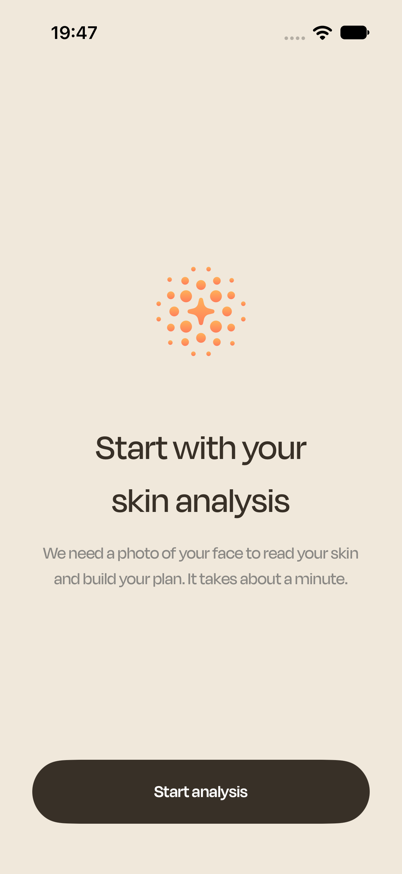 19:47
Start with your
skin analysis
We need a photo of your face to read your skin
and build your plan. It takes about a minute.
Start analysis